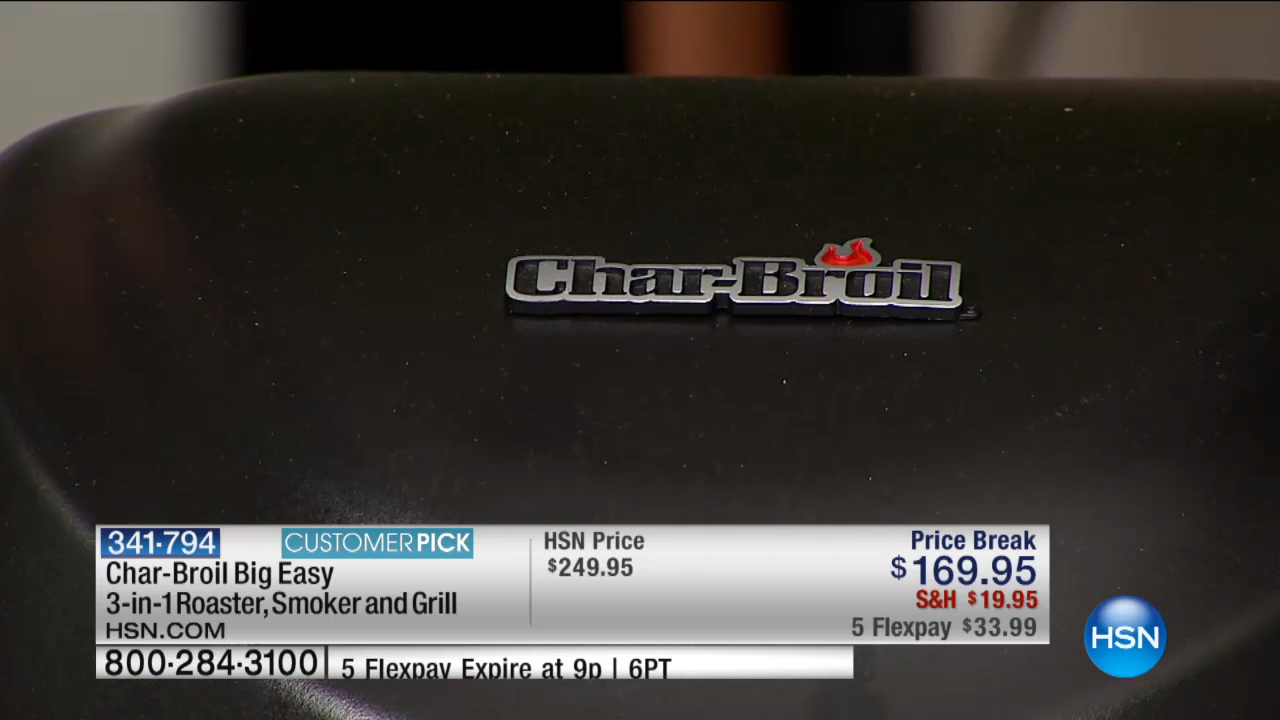 Char-Broil
341-794 CUSTOMER PICK
Char-Broil Big Easy
3-in-1 Roaster, Smoker and Grill
HSN.COM
HSN Price
$249.95
Price Break
$169.95
S&H $19.95
5 Flexpay $33.99
800-284-3100 5 Flexpay Expire at 9p | 6PT
HSN